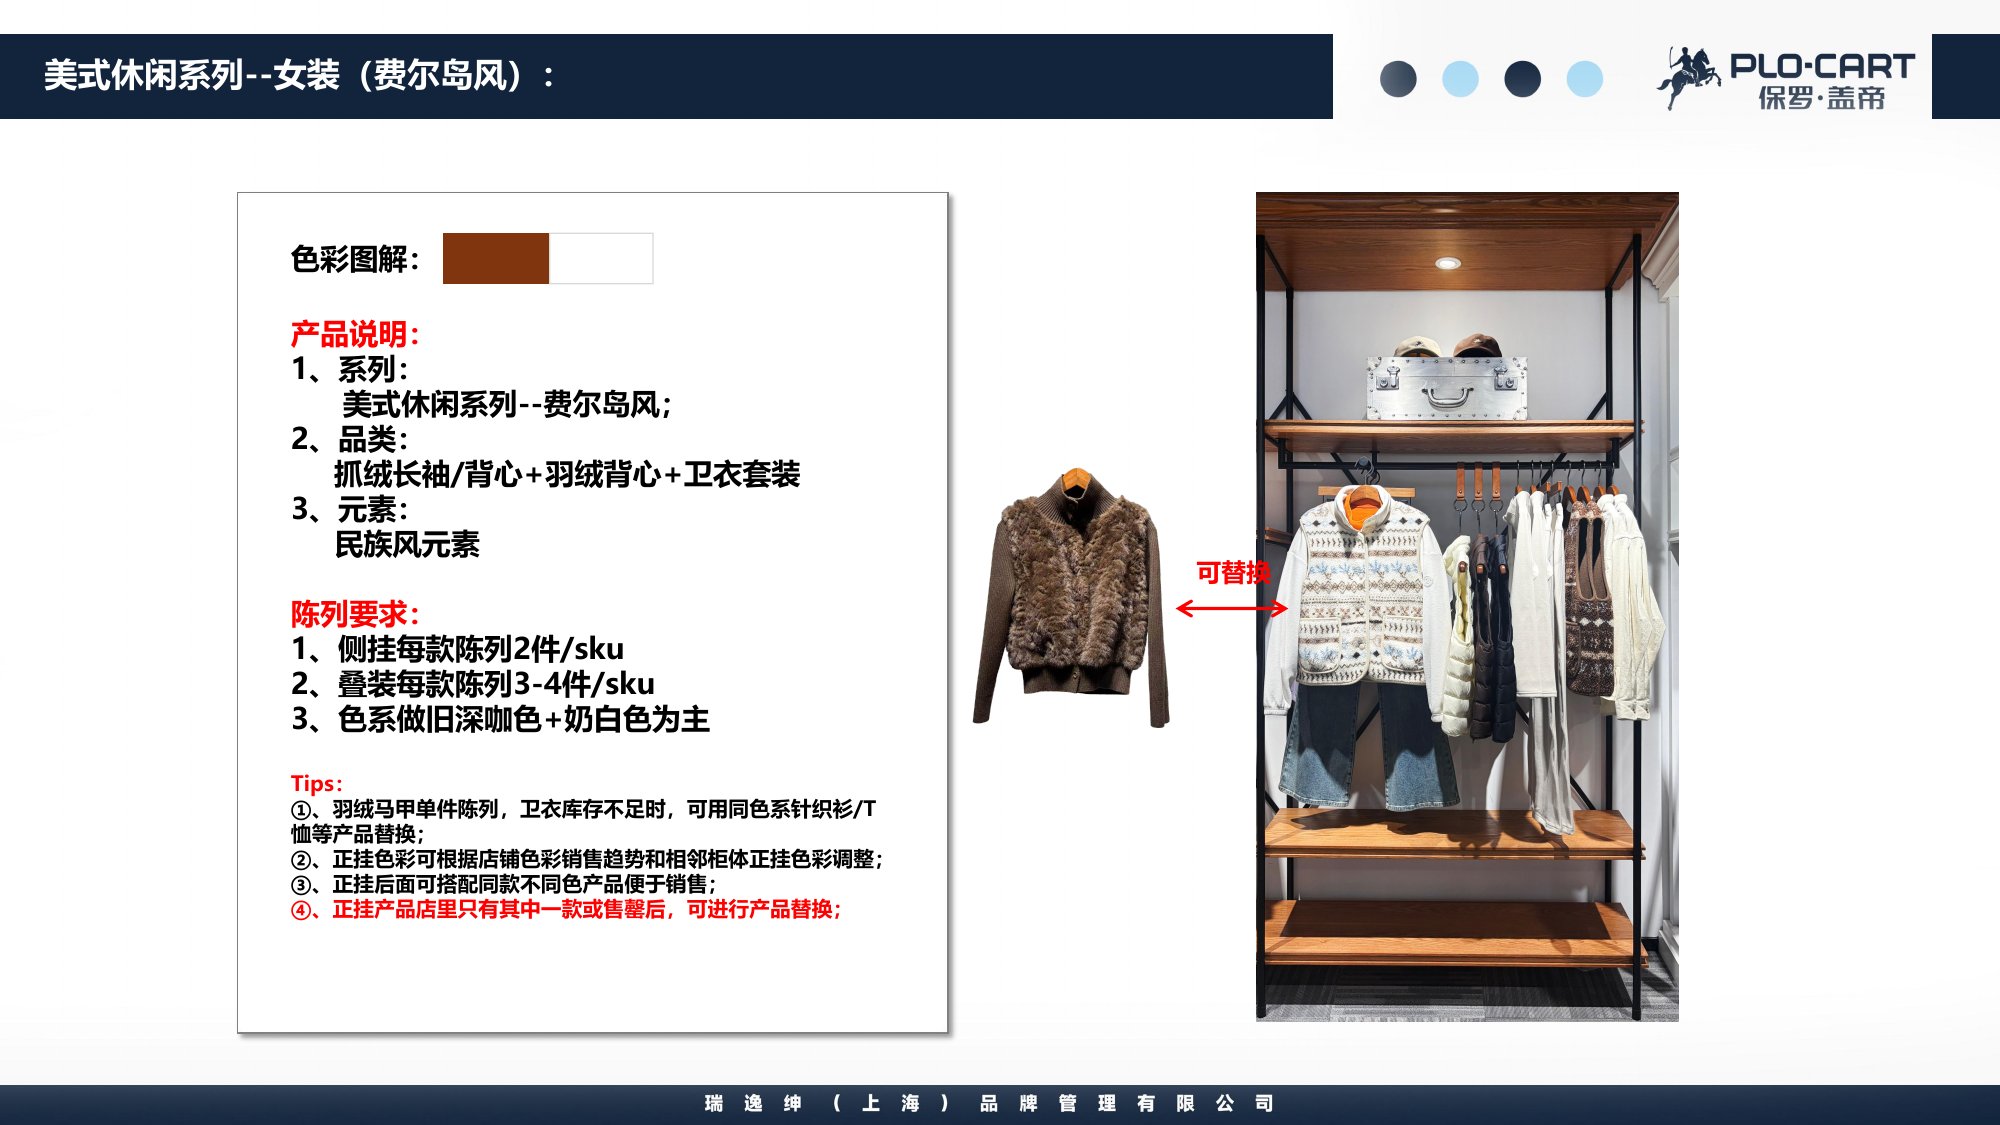 美式休闲系列--女装（费尔岛风）：
PLO·CART
保罗·盖帝
色彩图解：
产品说明：
1、系列：
美式休闲系列--费尔岛风；
2、品类：
抓绒长袖/背心+羽绒背心+卫衣套装
3、元素：
民族风元素
陈列要求：
1、侧挂每款陈列2件/sku
2、叠装每款陈列3-4件/sku
3、色系做旧深咖色+奶白色为主
Tips：
①、羽绒马甲单件陈列，卫衣库存不足时，可用同色系针织衫/T
恤等产品替换；
②、正挂色彩可根据店铺色彩销售趋势和相邻柜体正挂色彩调整；
③、正挂后面可搭配同款不同色产品便于销售；
④、正挂产品店里只有其中一款或售罄后，可进行产品替换；
可替换
瑞逸绅（上海）品牌管理有限公司